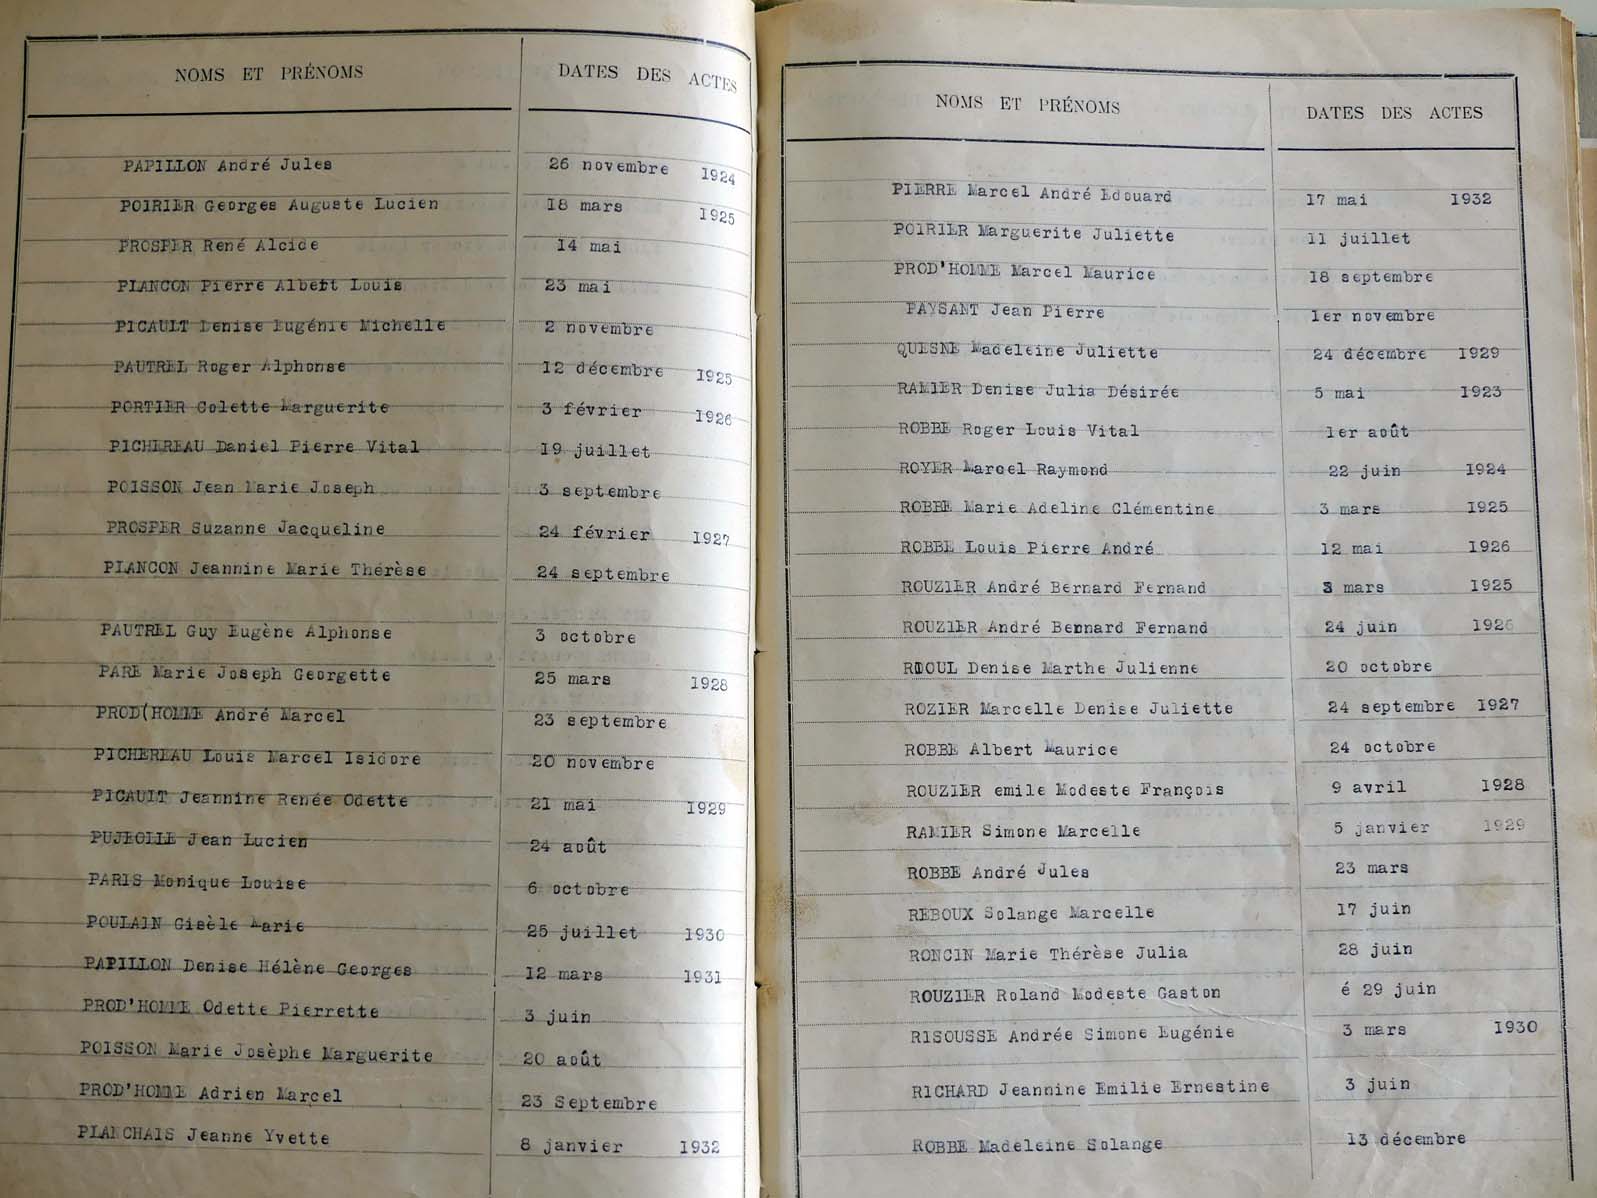 NOMS ET PRÉNOMS DATES DES ACTES
PAPILLON André Jules 26 novembre 1924
POIRIER Georges Auguste Lucien 18 mars 1925
PROSPER René Alcide 14 mai
PLANCON Pierre Albert Louis 23 mai
PICAULT Denise Eugénie Michelle 2 novembre
PAUTREL Roger Alphonse 12 décembre 1925
PORTIER Colette Marguerite 3 février 1926
PICHEREAU Daniel Pierre Vital 19 juillet
POISSON Jean Marie Joseph 3 septembre
PROSPER Suzanne Jacqueline 24 février 1927
PLANCON Jeannine Marie Thérèse 24 septembre
PAUTREL Guy Eugène Alphonse 3 octobre
PARE Marie Joseph Georgette 25 mars 1928
PROD(HOMME André Marcel 23 septembre
PICHEREAU Louis Marcel Isidore 20 novembre
PICAULT Jeannine Renée Odette 21 mai 1929
PUJEOLLE Jean Lucien 24 août
PARIS Monique Louise 6 octobre
POULAIN Gisèle Marie 25 juillet 1930
PAPILLON Denise Hélène Georges 12 mars 1931
PROD'HOMME Odette Pierrette 3 juin
POISSON Marie Josèphe Marguerite 20 août
PROD'HOMME Adrien Marcel 23 Septembre
PLANCHAIS Jeanne Yvette 8 janvier 1932
NOMS ET PRÉNOMS DATES DES ACTES
PIERRE Marcel André Edouard 17 mai 1932
POIRIER Marguerite Juliette 11 juillet
PROD'HOMME Marcel Maurice 18 septembre
PAYSANT Jean Pierre 1er novembre
QUESNE Madeleine Juliette 24 décembre 1929
RAMIER Denise Julia Désirée 5 mai 1923
ROBBE Roger Louis Vital 1er août
ROYER Marcel Raymond 22 juin 1924
ROBBE Marie Adeline Clémentine 3 mars 1925
ROBBE Louis Pierre André 12 mai 1926
ROUZIER André Bernard Fernand 3 mars 1925
ROUZIER André Bernard Fernand 24 juin 1926
RIOUL Denise Marthe Julienne 20 octobre
ROZIER Marcelle Denise Juliette 24 septembre 1927
ROBBE Albert Maurice 24 octobre
ROUZIER emile Modeste François 9 avril 1928
RAMIER Simone Marcelle 5 janvier 1929
ROBBE André Jules 23 mars
REBOUX Solange Marcelle 17 juin
RONCIN Marie Thérèse Julia 28 juin
ROUZIER Roland Modeste Gaston é 29 juin
RISOUSSE Andrée Simone Eugénie 3 mars 1930
RICHARD Jeannine Emilie Ernestine 3 juin
ROBBE Madeleine Solange 13 décembre